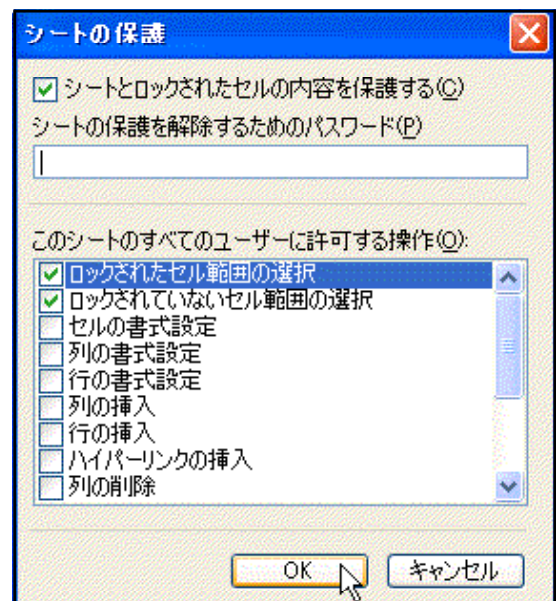 シートの保護
シートとロックされたセルの内容を保護する(C)
シートの保護を解除するためのパスワード(P)
このシートのすべてのユーザーに許可する操作(O):
ロックされたセル範囲の選択
ロックされていないセル範囲の選択
セルの書式設定
列の書式設定
行の書式設定
列の挿入
行の挿入
ハイパーリンクの挿入
列の削除
OK
キャンセル